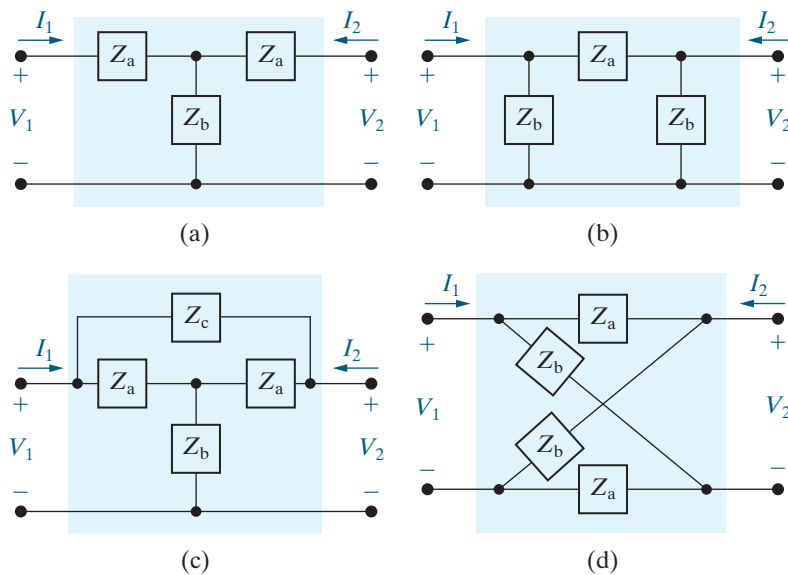 I1 I2 I1 I2
Za Za Za
+ + + +
V1 Zb V2 V1 Zb Zb V2
− − − −
(a) (b)
I1 I2
Zc Za
I1 I2 + +
Za Za Zb
+ + V1 V2
V1 Zb V2 Zb
− − − −
Za
(c) (d)